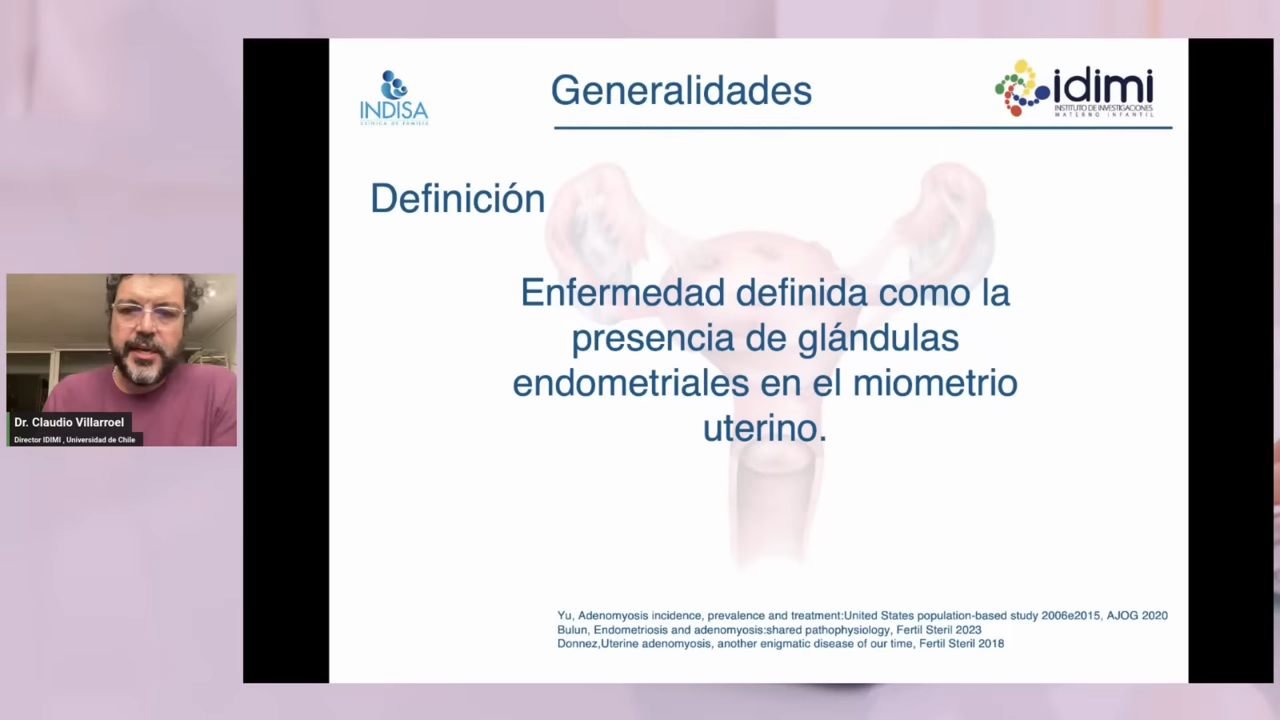 INDISA
CLÍNICA DE FAMILIA
Generalidades
idimi
INSTITUTO DE INVESTIGACIONES
MATERNO INFANTIL
Definición
Enfermedad definida como la
presencia de glándulas
endometriales en el miometrio
uterino.
Dr. Claudio Villarroel
Director IDIMI , Universidad de Chile
Yu, Adenomyosis incidence, prevalence and treatment:United States population-based study 2006e2015, AJOG 2020
Bulun, Endometriosis and adenomyosis:shared pathophysiology, Fertil Steril 2023
Donnez,Uterine adenomyosis, another enigmatic disease of our time, Fertil Steril 2018